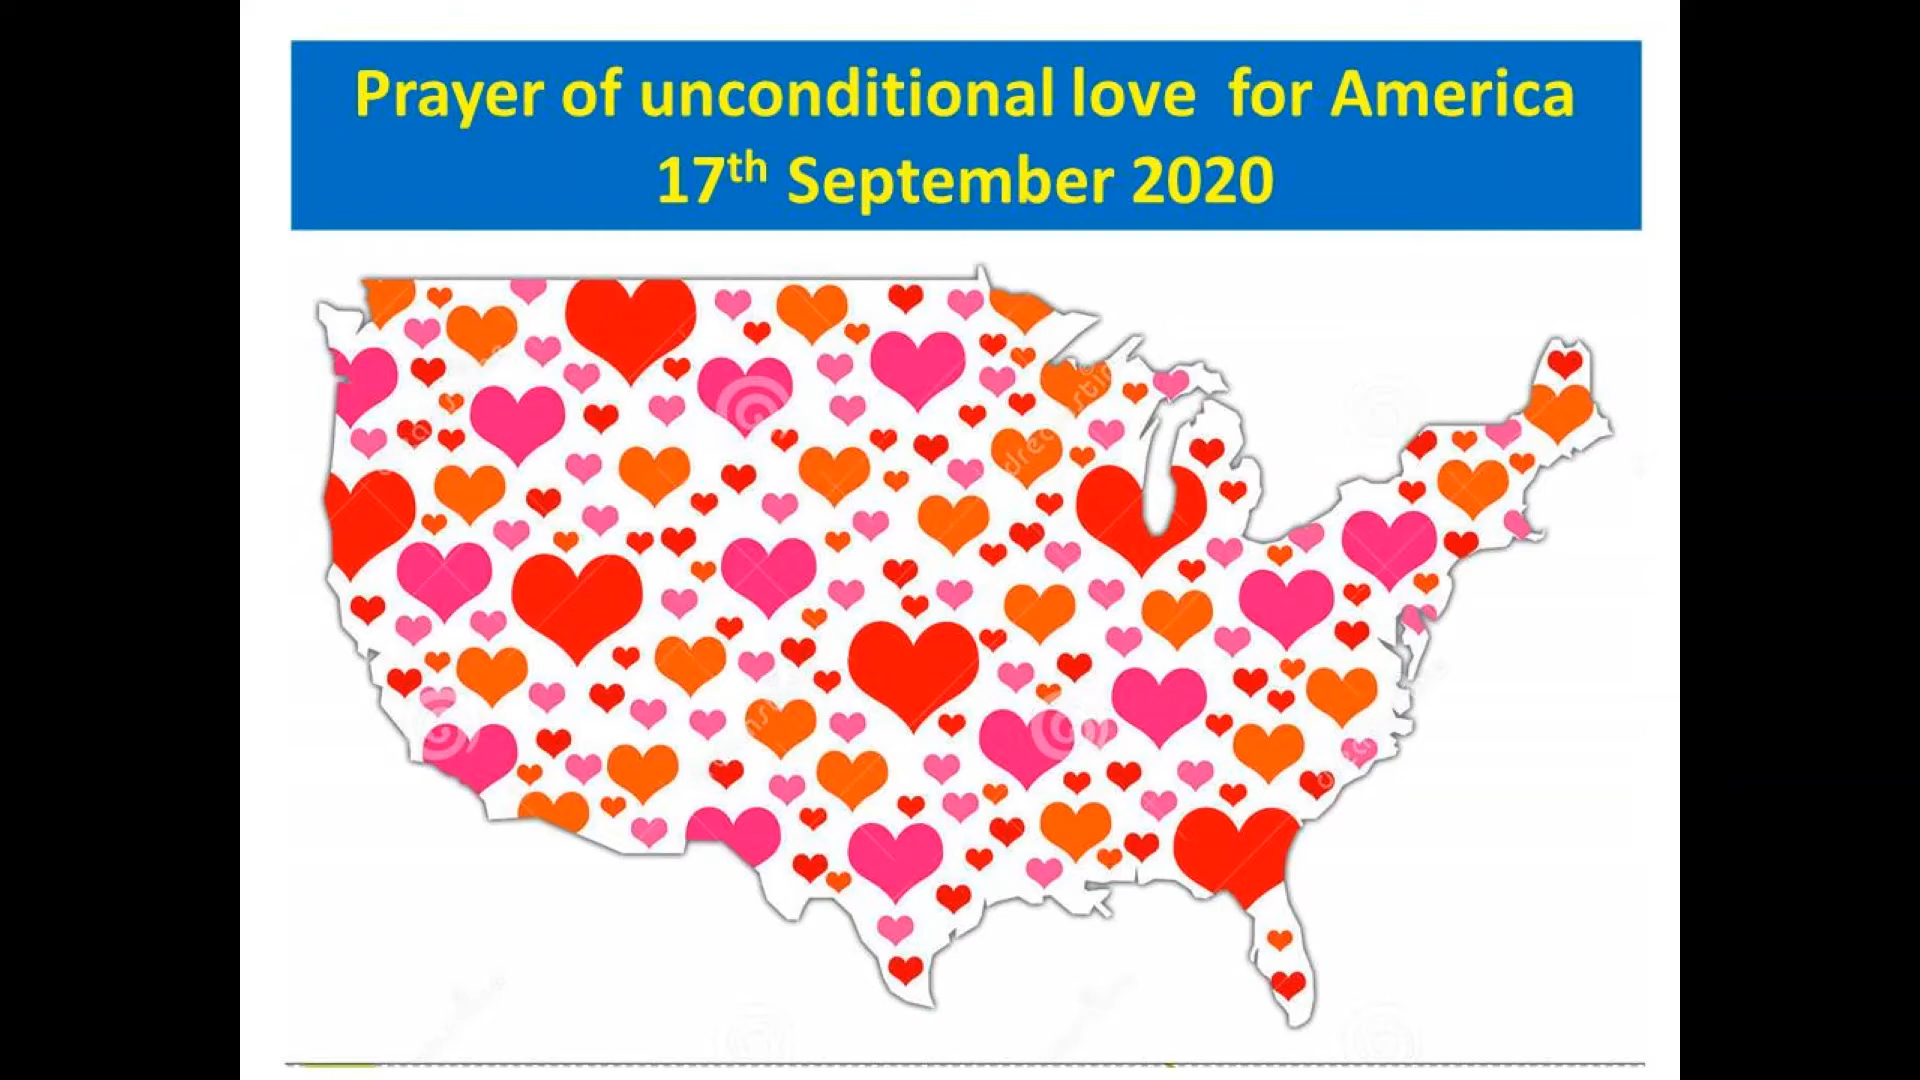 Prayer of unconditional love for America
17th September 2020